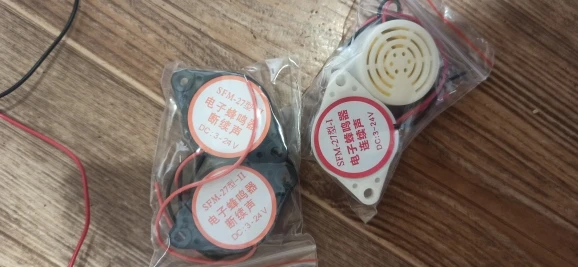 SFM-27型
电子蜂鸣器
断续声
DC:3-24V
SFM-27型-II
电子蜂鸣器
断续声
DC:3-24V
SFM-27型-I
电子蜂鸣器
连续声
DC:3-24V